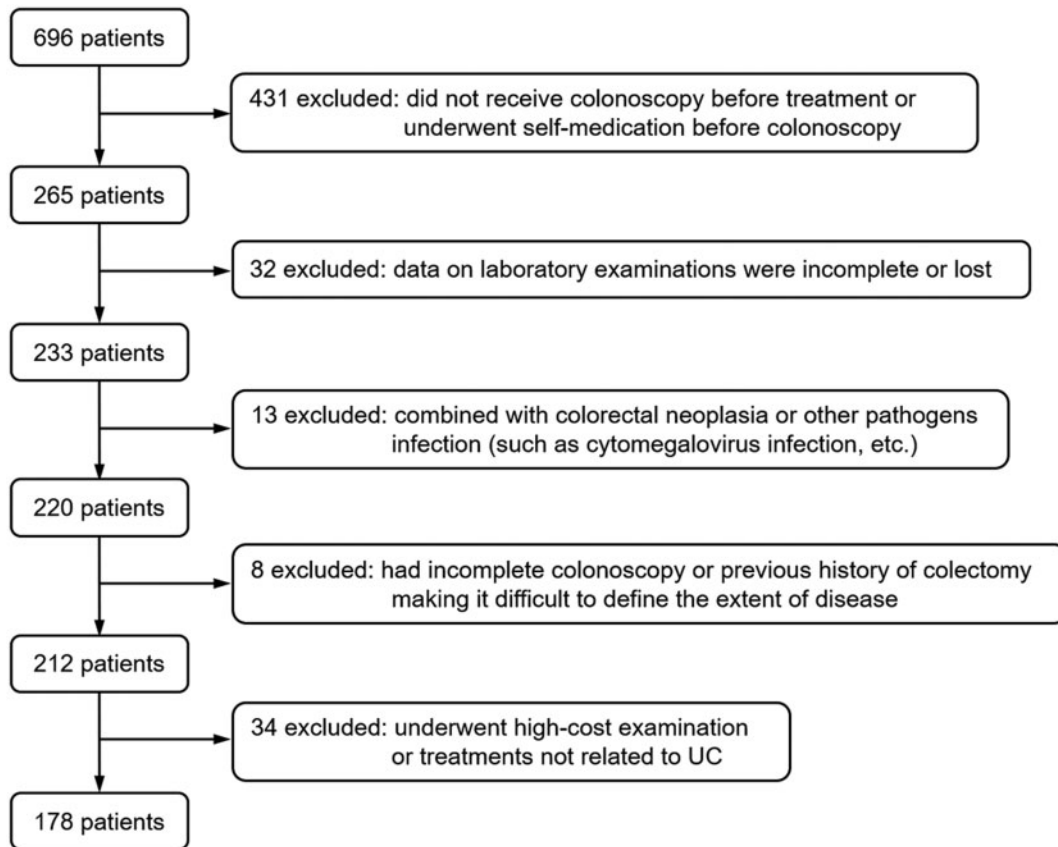 696 patients
431 excluded: did not receive colonoscopy before treatment or
underwent self-medication before colonoscopy
265 patients
32 excluded: data on laboratory examinations were incomplete or lost
233 patients
13 excluded: combined with colorectal neoplasia or other pathogens
infection (such as cytomegalovirus infection, etc.)
220 patients
8 excluded: had incomplete colonoscopy or previous history of colectomy
making it difficult to define the extent of disease
212 patients
34 excluded: underwent high-cost examination
or treatments not related to UC
178 patients